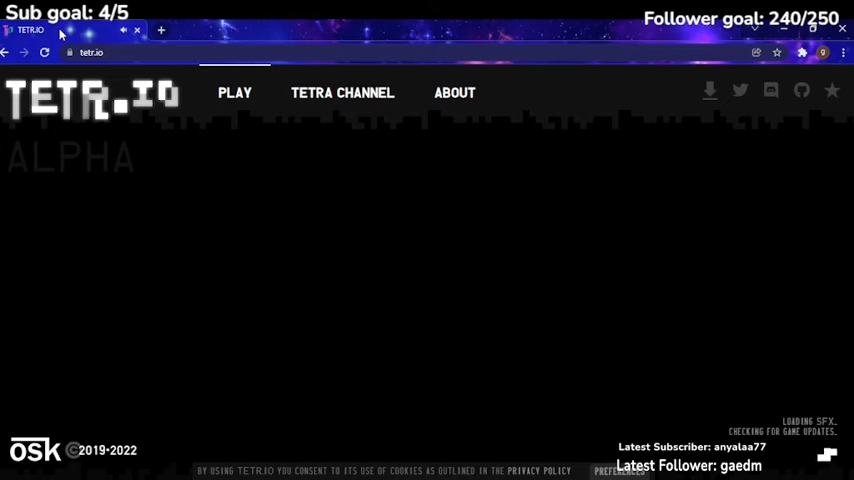 Sub goal: 4/5
Follower goal: 240/250
TETR.IO
tetr.io
g
TETR.IO
PLAY
TETRA CHANNEL
ABOUT
ALPHA
LOADING SFX_
CHECKING FOR GAME UPDATES_
osk ©2019-2022
Latest Subscriber: anyalaa77
Latest Follower: gaedm
BY USING TETR.IO YOU CONSENT TO ITS USE OF COOKIES AS OUTLINED IN THE PRIVACY POLICY
PREFERENCES